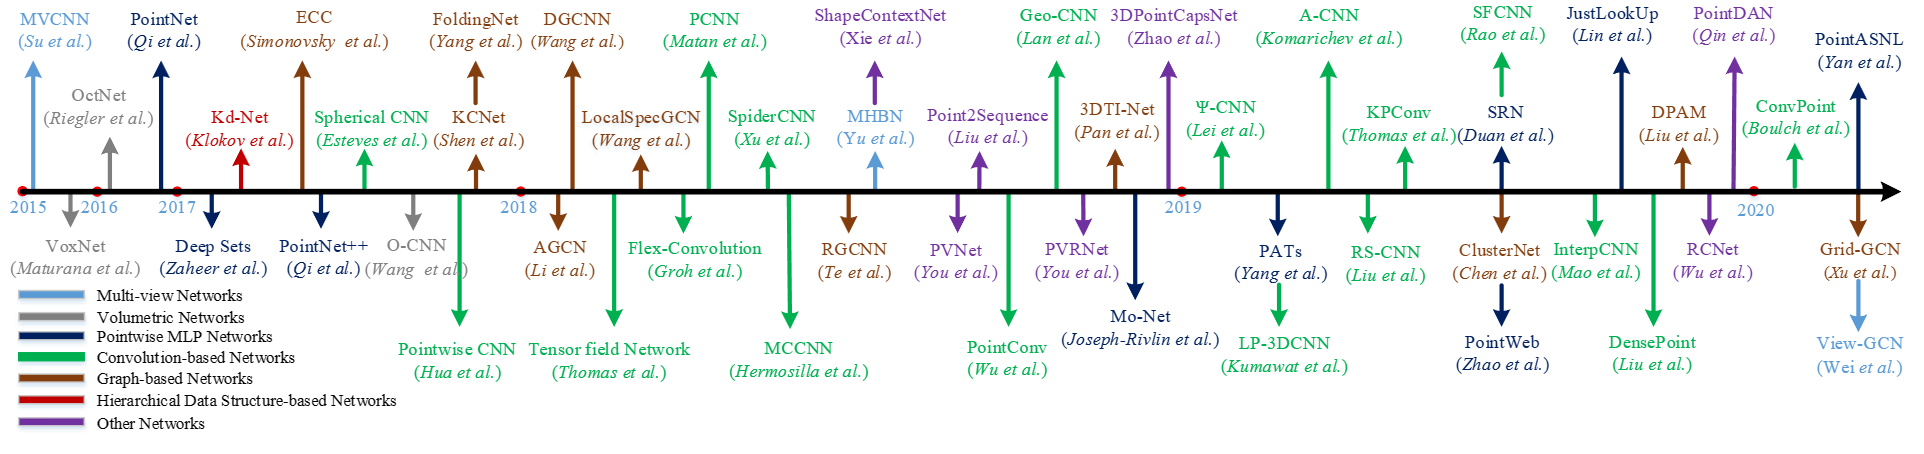 MVCNN
(Su et al.)
PointNet
(Qi et al.)
ECC
(Simonovsky et al.)
FoldingNet
(Yang et al.)
DGCNN
(Wang et al.)
PCNN
(Matan et al.)
ShapeContextNet
(Xie et al.)
Geo-CNN
(Lan et al.)
3DPointCapsNet
(Zhao et al.)
A-CNN
(Komarichev et al.)
SFCNN
(Rao et al.)
JustLookUp
(Lin et al.)
PointDAN
(Qin et al.)
PointASNL
(Yan et al.)
OctNet
(Riegler et al.)
Kd-Net
(Klokov et al.)
Spherical CNN
(Esteves et al.)
KCNet
(Shen et al.)
LocalSpecGCN
(Wang et al.)
SpiderCNN
(Xu et al.)
MHBN
(Yu et al.)
Point2Sequence
(Liu et al.)
3DTI-Net
(Pan et al.)
Ψ-CNN
(Lei et al.)
KPConv
(Thomas et al.)
SRN
(Duan et al.)
DPAM
(Liu et al.)
ConvPoint
(Boulch et al.)
2015
2016
2017
2018
2019
2020
VoxNet
(Maturana et al.)
Deep Sets
(Zaheer et al.)
PointNet++
(Qi et al.)
O-CNN
(Wang et al)
AGCN
(Li et al.)
Flex-Convolution
(Groh et al.)
RGCNN
(Te et al.)
PVNet
(You et al.)
PVRNet
(You et al.)
PATs
(Yang et al.)
RS-CNN
(Liu et al.)
ClusterNet
(Chen et al.)
InterpCNN
(Mao et al.)
RCNet
(Wu et al.)
Grid-GCN
(Xu et al.)
Pointwise CNN
(Hua et al.)
Tensor field Network
(Thomas et al.)
MCCNN
(Hermosilla et al.)
PointConv
(Wu et al.)
Mo-Net
(Joseph-Rivlin et al.)
LP-3DCNN
(Kumawat et al.)
PointWeb
(Zhao et al.)
DensePoint
(Liu et al.)
View-GCN
(Wei et al.)
Multi-view Networks
Volumetric Networks
Pointwise MLP Networks
Convolution-based Networks
Graph-based Networks
Hierarchical Data Structure-based Networks
Other Networks